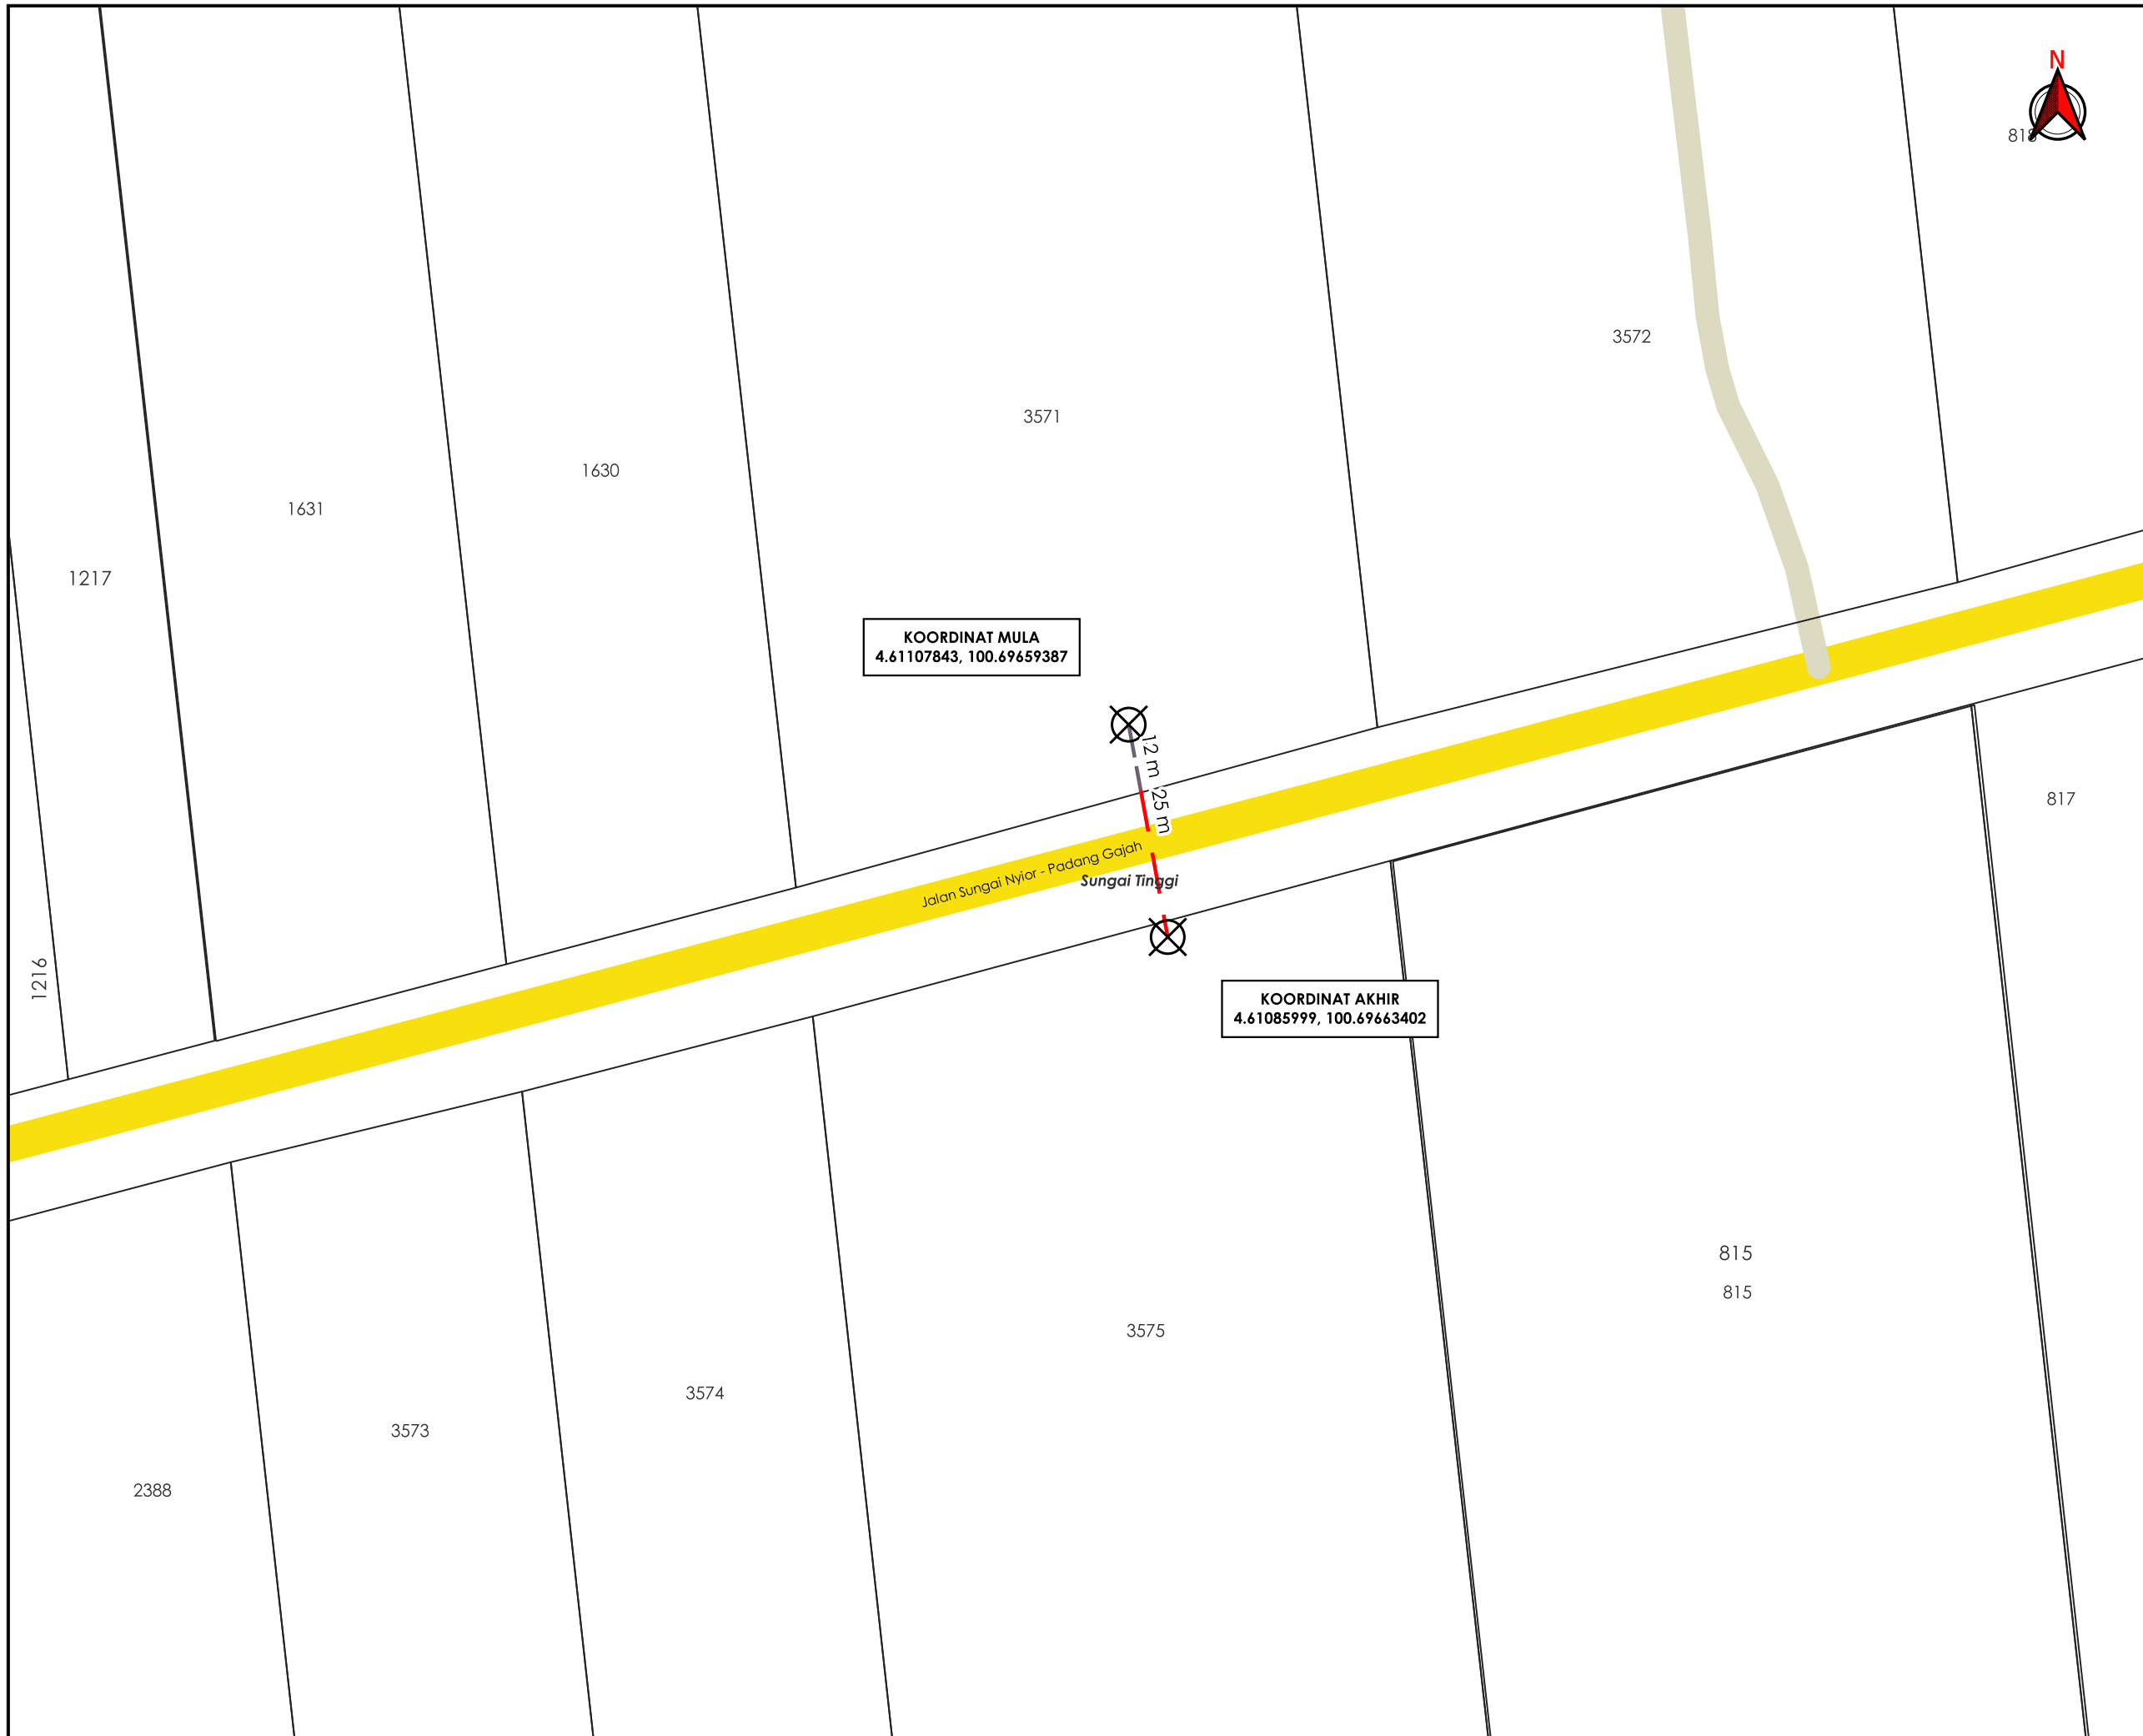 N
818
3572
3571
1630
1631
1217
KOORDINAT MULA
4.61107843, 100.69659387
12 m
25 m
817
Jalan Sungai Nyior - Padang Gajah
Sungai Tinggi
1216
KOORDINAT AKHIR
4.61085999, 100.69663402
815
815
3575
3574
3573
2388